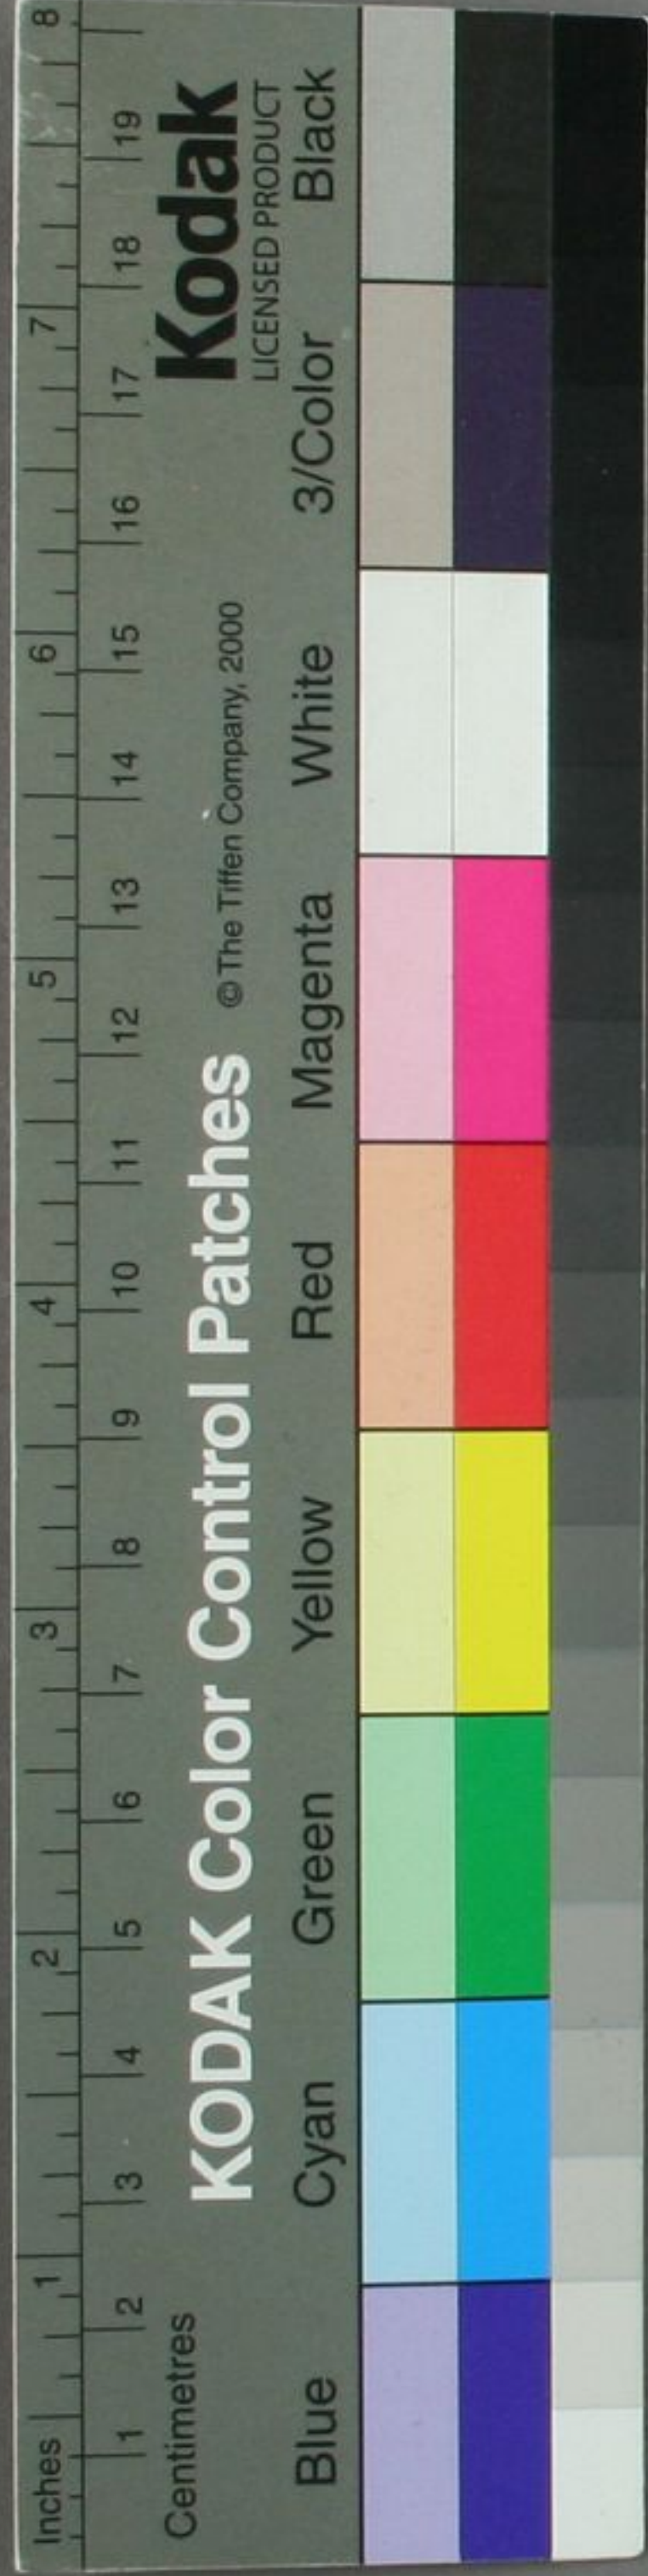 Inches 1 2 3 4 5 6 7 8
Centimetres 1 2 3 4 5 6 7 8 9 10 11 12 13 14 15 16 17 18 19
KODAK Color Control Patches © The Tiffen Company, 2000 Kodak
LICENSED PRODUCT
Blue Cyan Green Yellow Red Magenta White 3/Color Black